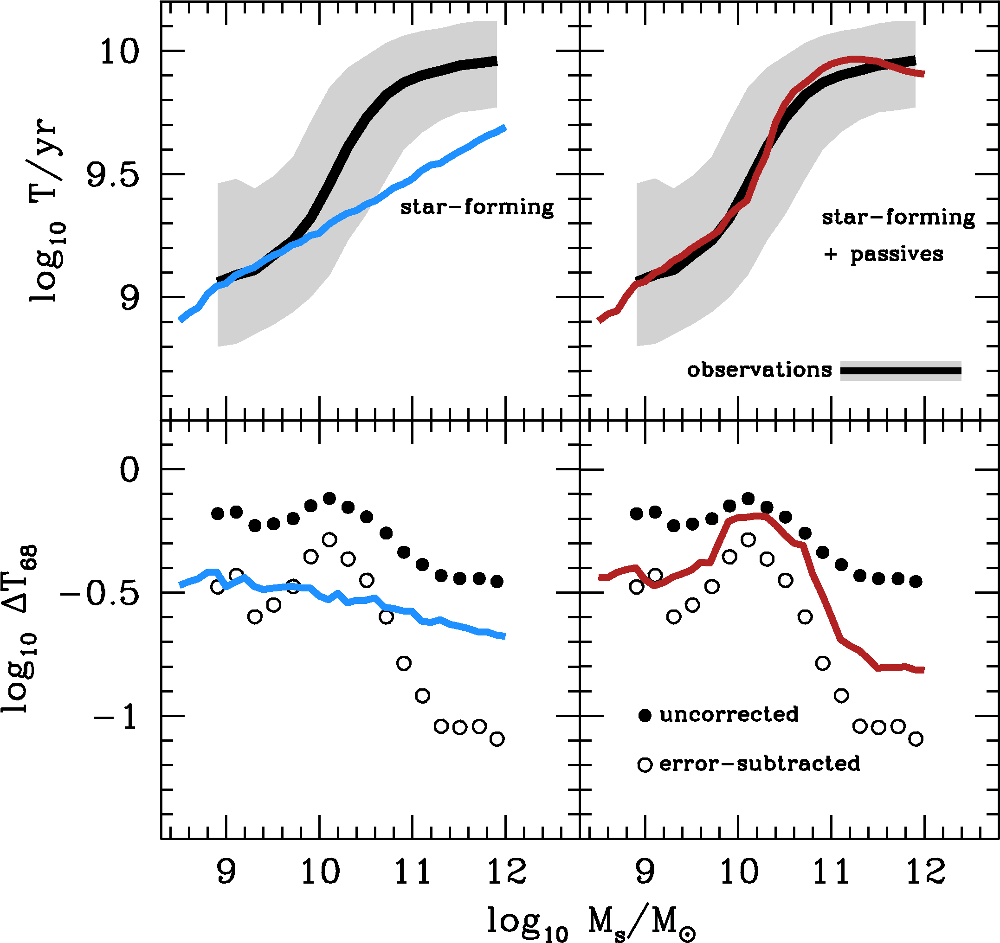 10
9.5
9
log₁₀ T/yr
star-forming
star-forming
+ passives
observations
0
-0.5
-1
log₁₀ ΔT₆₈
uncorrected
error-subtracted
9 10 11 12 9 10 11 12
log₁₀ Mₛ/M☉